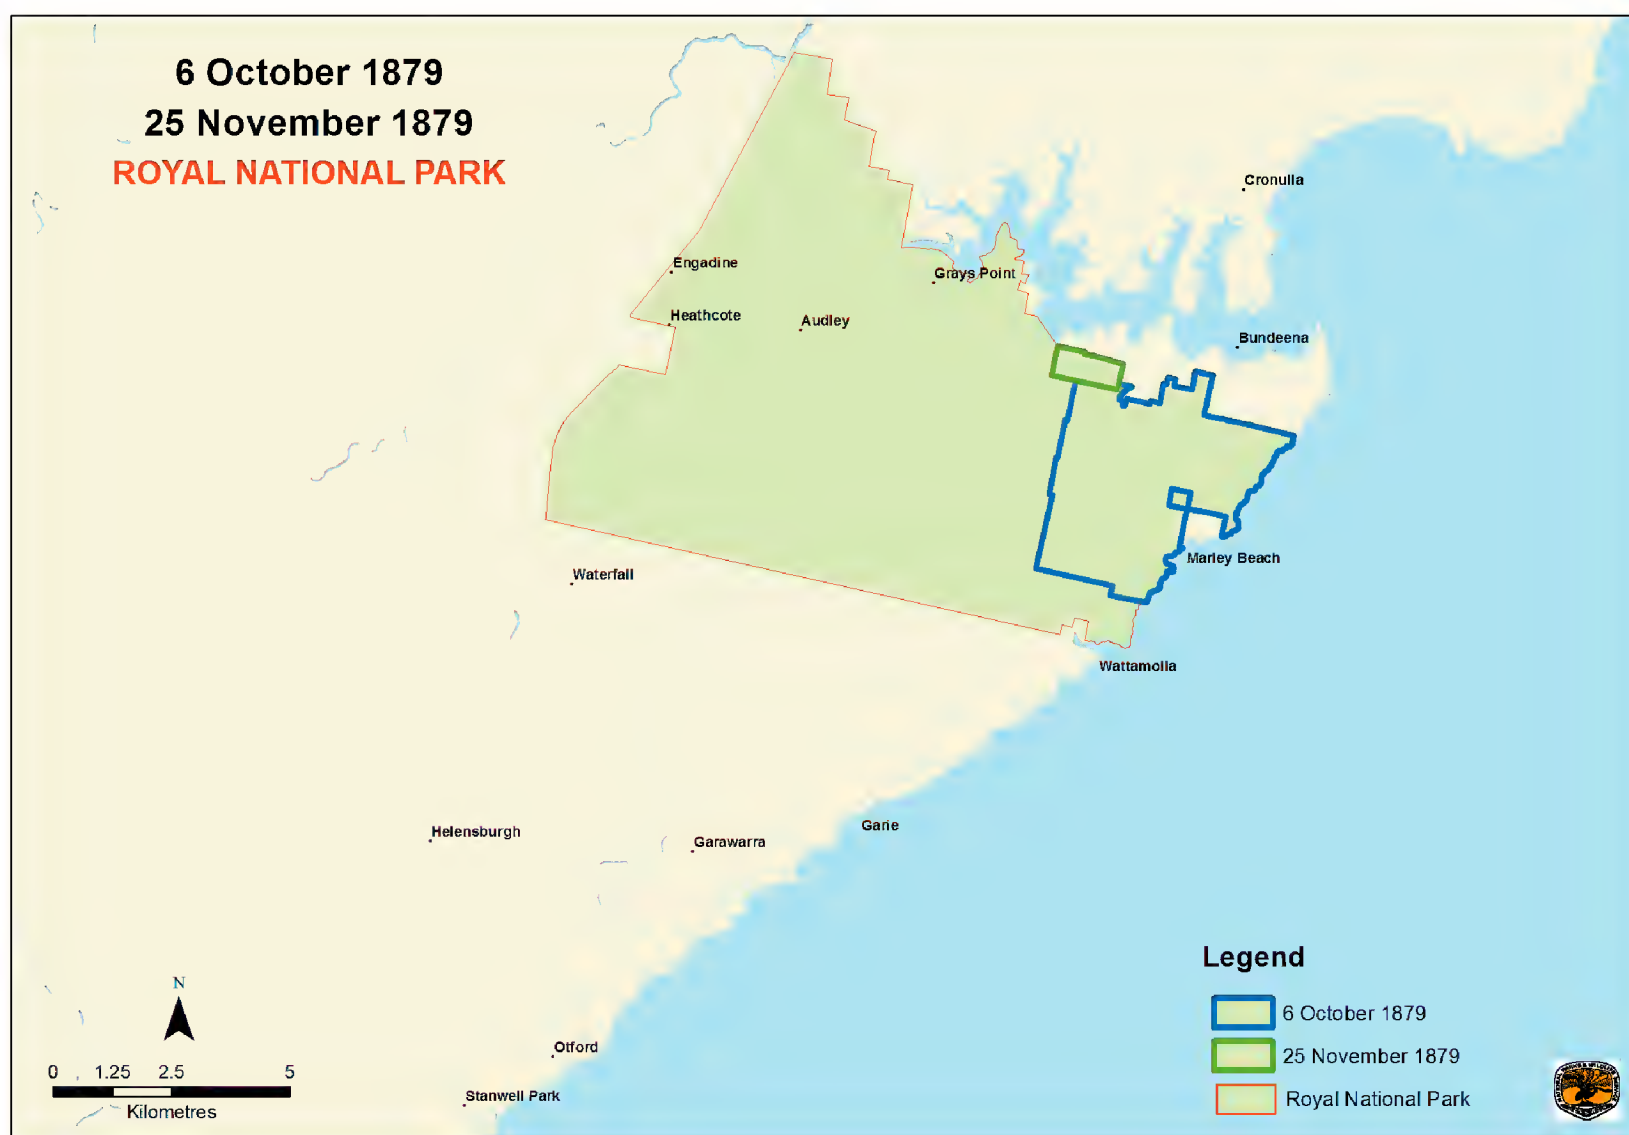 6 October 1879
25 November 1879
ROYAL NATIONAL PARK
Cronulla
Engadine
Grays Point
Heathcote
Audley
Bundeena
Marley Beach
Waterfall
Wattamolla
Garie
Helensburgh
Garawarra
Legend
N
6 October 1879
Otford
25 November 1879
0 1.25 2.5 5
Stanwell Park
Royal National Park
Kilometres